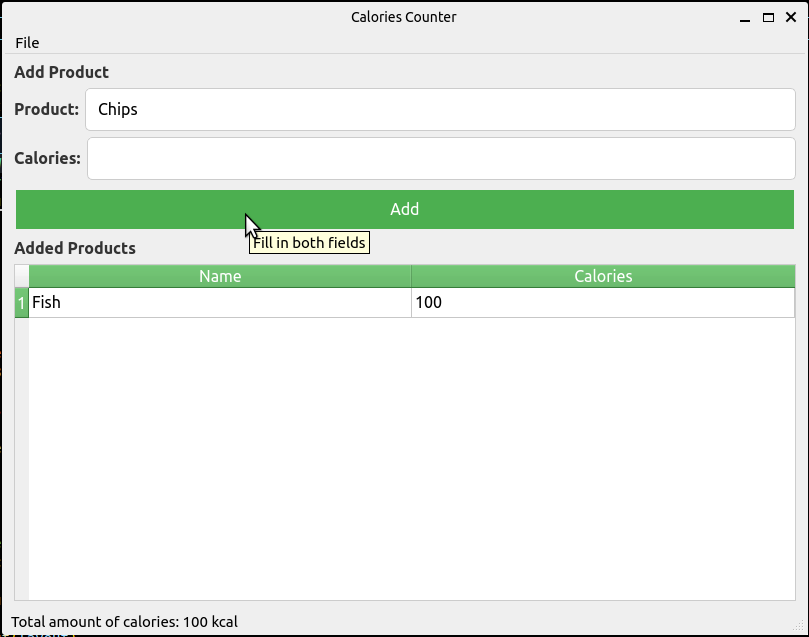 Calories Counter
File
Add Product
Product: Chips
Calories:
Add
Fill in both fields
Added Products
Name Calories
1 Fish 100
Total amount of calories: 100 kcal